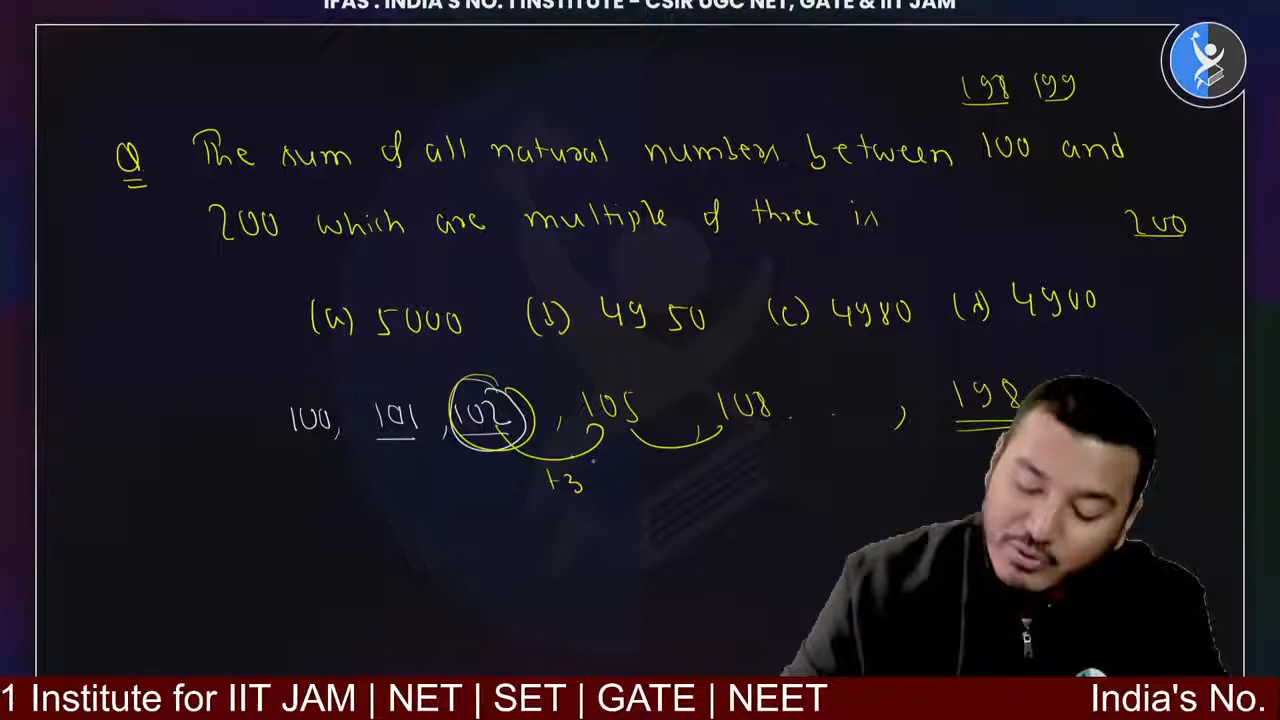 IFAS : INDIA'S NO. 1 INSTITUTE - CSIR UGC NET, GATE & IIT JAM
198 199
Q The sum of all natural numbers between 100 and
200 which are multiple of three is
200
(a) 5000 (b) 4950 (c) 4980 (d) 4900
100, 101, 102, 105, 108 . . . , 198
+3
1 Institute for IIT JAM | NET | SET | GATE | NEET India's No.